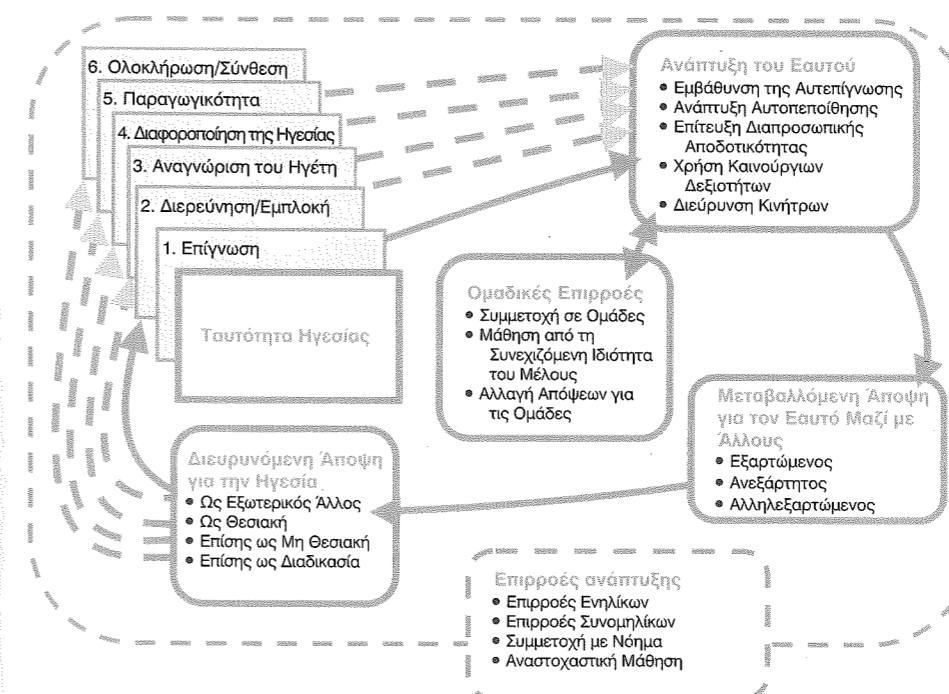 6. Ολοκλήρωση/Σύνθεση
5. Παραγωγικότητα
4. Διαφοροποίηση της Ηγεσίας
3. Αναγνώριση του Ηγέτη
2. Διερεύνηση/Εμπλοκή
1. Επίγνωση
Ταυτότητα Ηγεσίας
Ανάπτυξη του Εαυτού
• Εμβάθυνση της Αυτεπίγνωσης
• Ανάπτυξη Αυτοπεποίθησης
• Επίτευξη Διαπροσωπικής
Αποδοτικότητας
• Χρήση Καινούργιων
Δεξιοτήτων
• Διεύρυνση Κινήτρων
Ομαδικές Επιρροές
• Συμμετοχή σε Ομάδες
• Μάθηση από τη
Συνεχιζόμενη Ιδιότητα
του Μέλους
• Αλλαγή Απόψεων για
τις Ομάδες
Μεταβαλλόμενη Άποψη
για τον Εαυτό Μαζί με
Άλλους
• Εξαρτώμενος
• Ανεξάρτητος
• Αλληλεξαρτώμενος
Διευρυνόμενη Άποψη
για την Ηγεσία
• Ως Εξωτερικός Άλλος
• Ως Θεσιακή
• Επίσης ως Μη Θεσιακή
• Επίσης ως Διαδικασία
Επιρροές ανάπτυξης
• Επιρροές Ενηλίκων
• Επιρροές Συνομηλίκων
• Συμμετοχή με Νόημα
• Αναστοχαστική Μάθηση